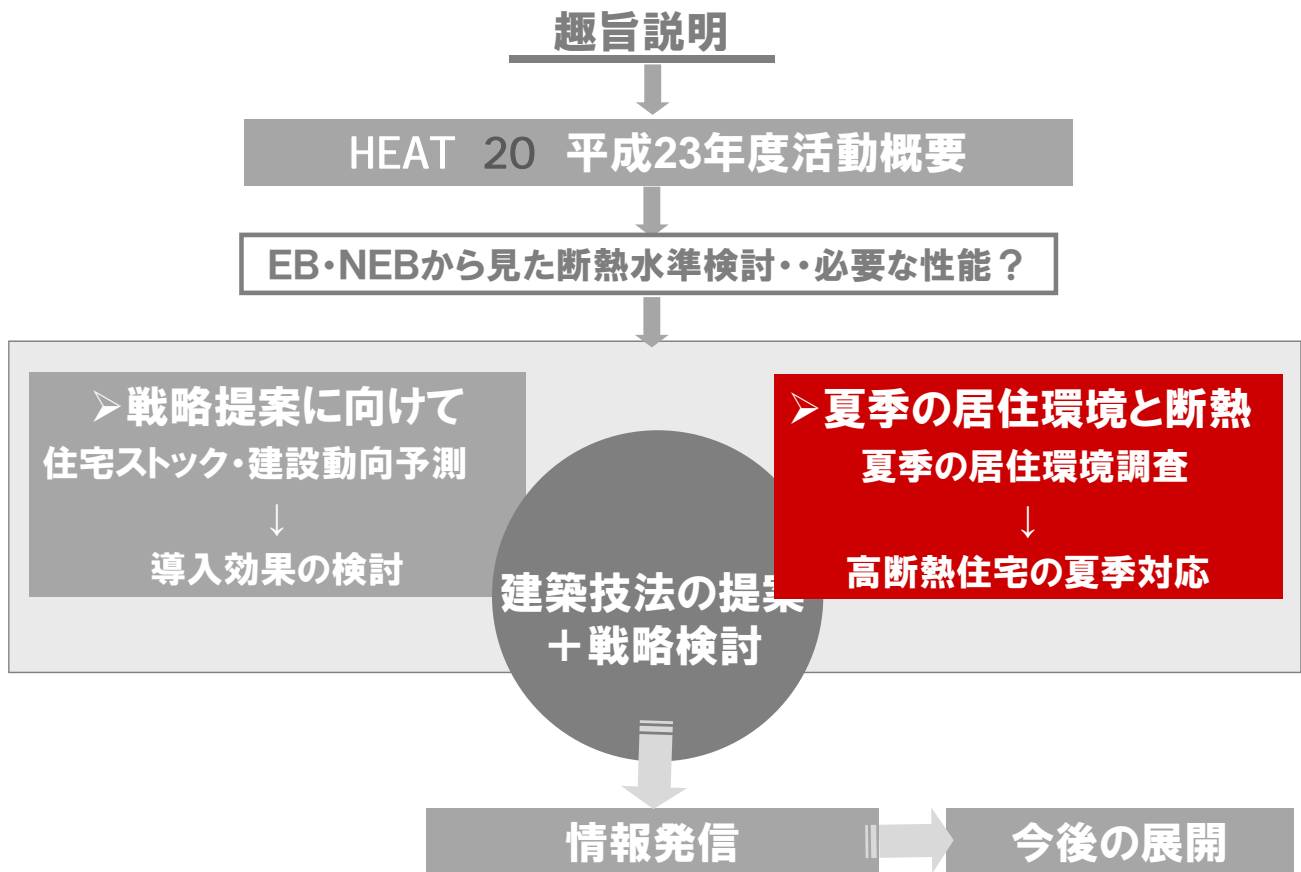 趣旨説明
HEAT 20 平成23年度活動概要
EB・NEBから見た断熱水準検討・・必要な性能？
➢戦略提案に向けて
住宅ストック・建設動向予測
↓
導入効果の検討
➢夏季の居住環境と断熱
夏季の居住環境調査
↓
高断熱住宅の夏季対応
建築技法の提案
＋戦略検討
情報発信
今後の展開